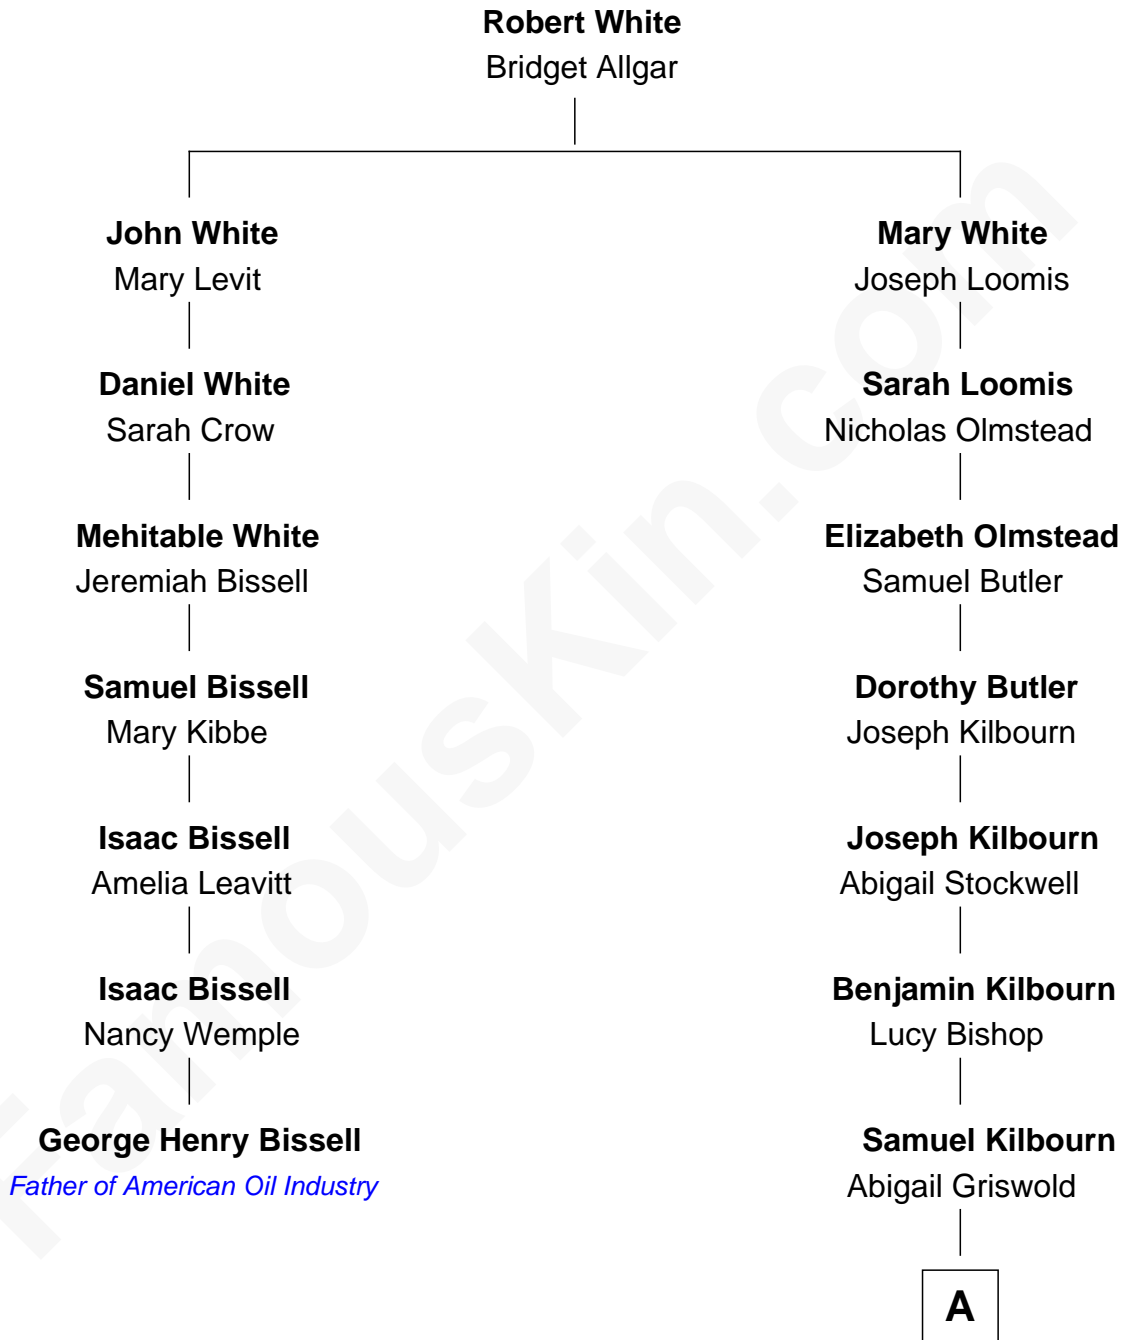 Robert White
Bridget Allgar
John White
Mary Levit
Mary White
Joseph Loomis
Daniel White
Sarah Crow
Sarah Loomis
Nicholas Olmstead
Mehitable White
Jeremiah Bissell
Elizabeth Olmstead
Samuel Butler
Samuel Bissell
Mary Kibbe
Dorothy Butler
Joseph Kilbourn
Isaac Bissell
Amelia Leavitt
Joseph Kilbourn
Abigail Stockwell
Isaac Bissell
Nancy Wemple
Benjamin Kilbourn
Lucy Bishop
George Henry Bissell
Father of American Oil Industry
Samuel Kilbourn
Abigail Griswold
A
FamousKin.com